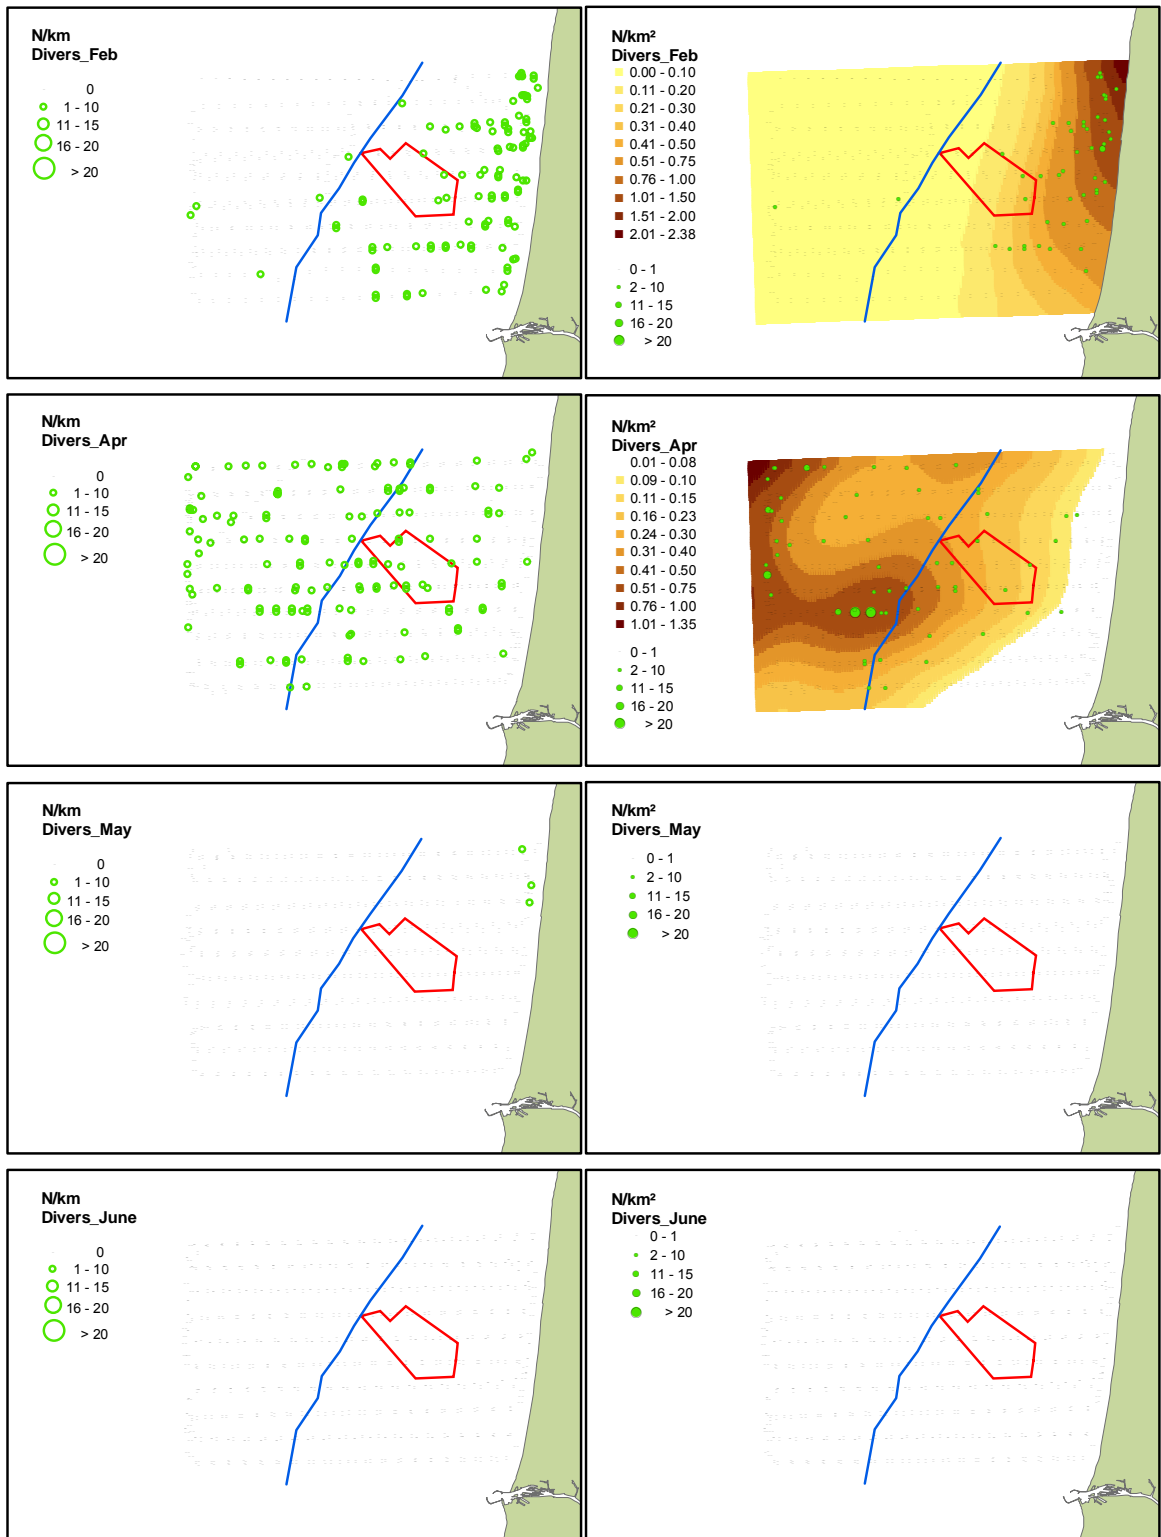 N/km
Divers_Feb
0
1 - 10
11 - 15
16 - 20
> 20
N/km²
Divers_Feb
0.00 - 0.10
0.11 - 0.20
0.21 - 0.30
0.31 - 0.40
0.41 - 0.50
0.51 - 0.75
0.76 - 1.00
1.01 - 1.50
1.51 - 2.00
2.01 - 2.38
0 - 1
2 - 10
11 - 15
16 - 20
> 20
N/km
Divers_Apr
0
1 - 10
11 - 15
16 - 20
> 20
N/km²
Divers_Apr
0.01 - 0.08
0.09 - 0.10
0.11 - 0.15
0.16 - 0.23
0.24 - 0.30
0.31 - 0.40
0.41 - 0.50
0.51 - 0.75
0.76 - 1.00
1.01 - 1.35
0 - 1
2 - 10
11 - 15
16 - 20
> 20
N/km
Divers_May
0
1 - 10
11 - 15
16 - 20
> 20
N/km²
Divers_May
0 - 1
2 - 10
11 - 15
16 - 20
> 20
N/km
Divers_June
0
1 - 10
11 - 15
16 - 20
> 20
N/km²
Divers_June
0 - 1
2 - 10
11 - 15
16 - 20
> 20